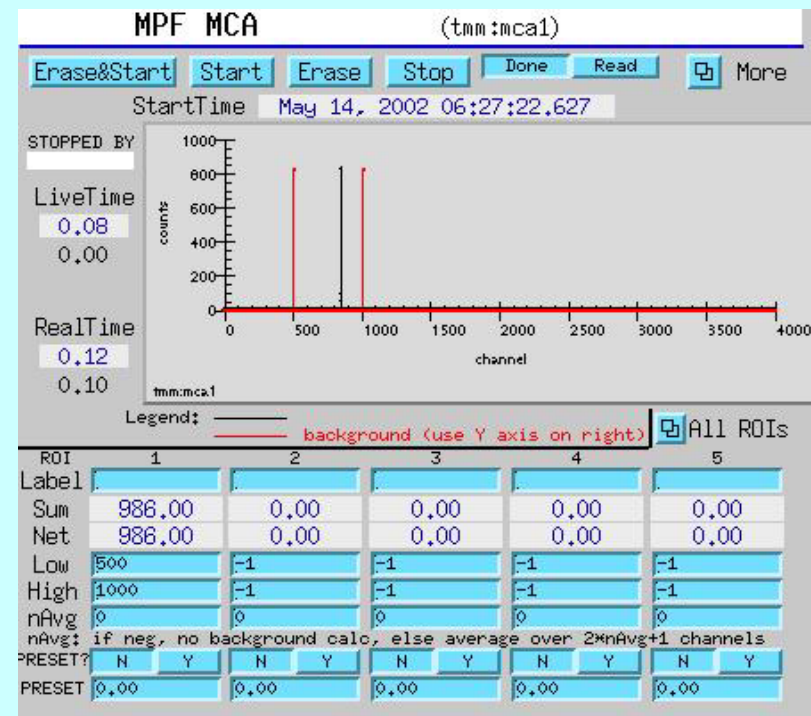 MPF MCA (tmm:mca1)
Erase&Start Start Erase Stop Done Read More
StartTime May 14, 2002 06:27:22.627
STOPPED BY
LiveTime
0.08
0.00
RealTime
0.12
0.10
1000
800
600
400
200
0
counts
0 500 1000 1500 2000 2500 3000 3500 4000
channel
tmm:mca1
Legend:
background (use Y axis on right) All ROIs
ROI 1 2 3 4 5
Label
Sum 986.00 0.00 0.00 0.00 0.00
Net 986.00 0.00 0.00 0.00 0.00
Low 500 -1 -1 -1 -1
High 1000 -1 -1 -1 -1
nAvg 0 0 0 0 0
nAvg: if neg, no background calc, else average over 2*nAvg+1 channels
PRESET? N Y N Y N Y N Y N Y
PRESET 0.00 0.00 0.00 0.00 0.00